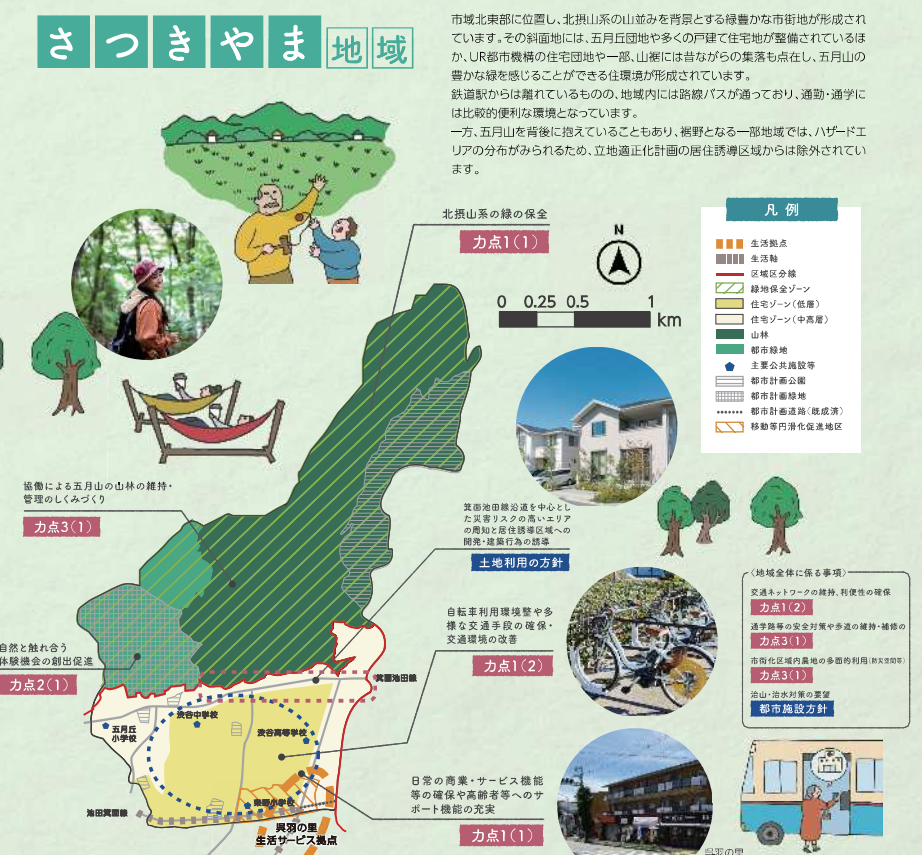 さつきやま地域
市域北東部に位置し、北摂山系の山並みを背景とする緑豊かな市街地が形成され
ています。その斜面地には、五月丘団地や多くの戸建て住宅地が整備されているほ
か、UR都市機構の住宅団地や一部、山裾には昔ながらの集落も点在し、五月山の
豊かな緑を感じることができる住環境が形成されています。
鉄道駅からは離れているものの、地域内には路線バスが通っており、通勤・通学に
は比較的便利な環境となっています。
一方、五月山を背後に抱えていることもあり、裾野となる一部地域では、ハザードエ
リアの分布がみられるため、立地適正化計画の居住誘導区域からは除外されてい
ます。
北摂山系の緑の保全
力点1(1)
N
0 0.25 0.5 1
km
凡例
生活拠点
生活軸
区域区分線
緑地保全ゾーン
住宅ゾーン(低層)
住宅ゾーン(中高層)
山林
都市緑地
主要公共施設等
都市計画公園
都市計画緑地
都市計画道路(既成済)
移動等円滑化促進地区
協働による五月山の山林の維持・
管理のしくみづくり
力点3(1)
箕面池田線沿道を中心とし
た災害リスクの高いエリア
の周知と居住誘導区域への
開発・建築行為の誘導
土地利用の方針
自転車利用環境整や多
様な交通手段の確保・
交通環境の改善
力点1(2)
〈地域全体に係る事項〉
交通ネットワークの維持、利便性の確保
力点1(2)
通学路等の安全対策や歩道の維持・補修の
力点3(1)
市街化区域内農地の多面的利用(防災空間等)
力点3(1)
治山・治水対策の要望
都市施設方針
自然と触れ合う
体験機会の創出促進
力点2(1)
箕面池田線
渋谷中学校
五月丘
小学校
渋谷高等学校
秦野小学校
池田箕面線
呉羽の里
生活サービス拠点
日常の商業・サービス機能
等の確保や高齢者等へのサ
ポート機能の充実
力点1(1)
呉羽の里